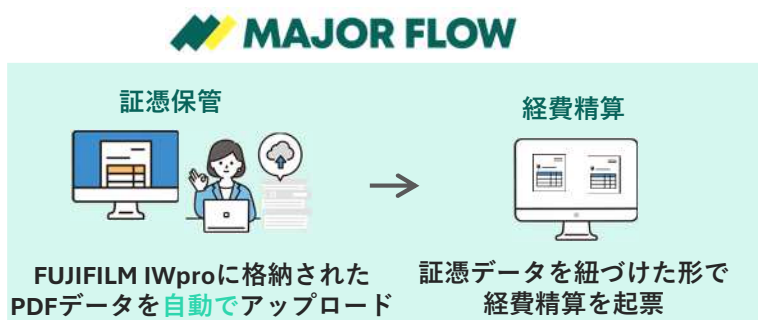 MAJOR FLOW
証憑保管
経費精算
FUJIFILM IWproに格納された
PDFデータを自動でアップロード
証憑データを紐づけた形で
経費精算を起票